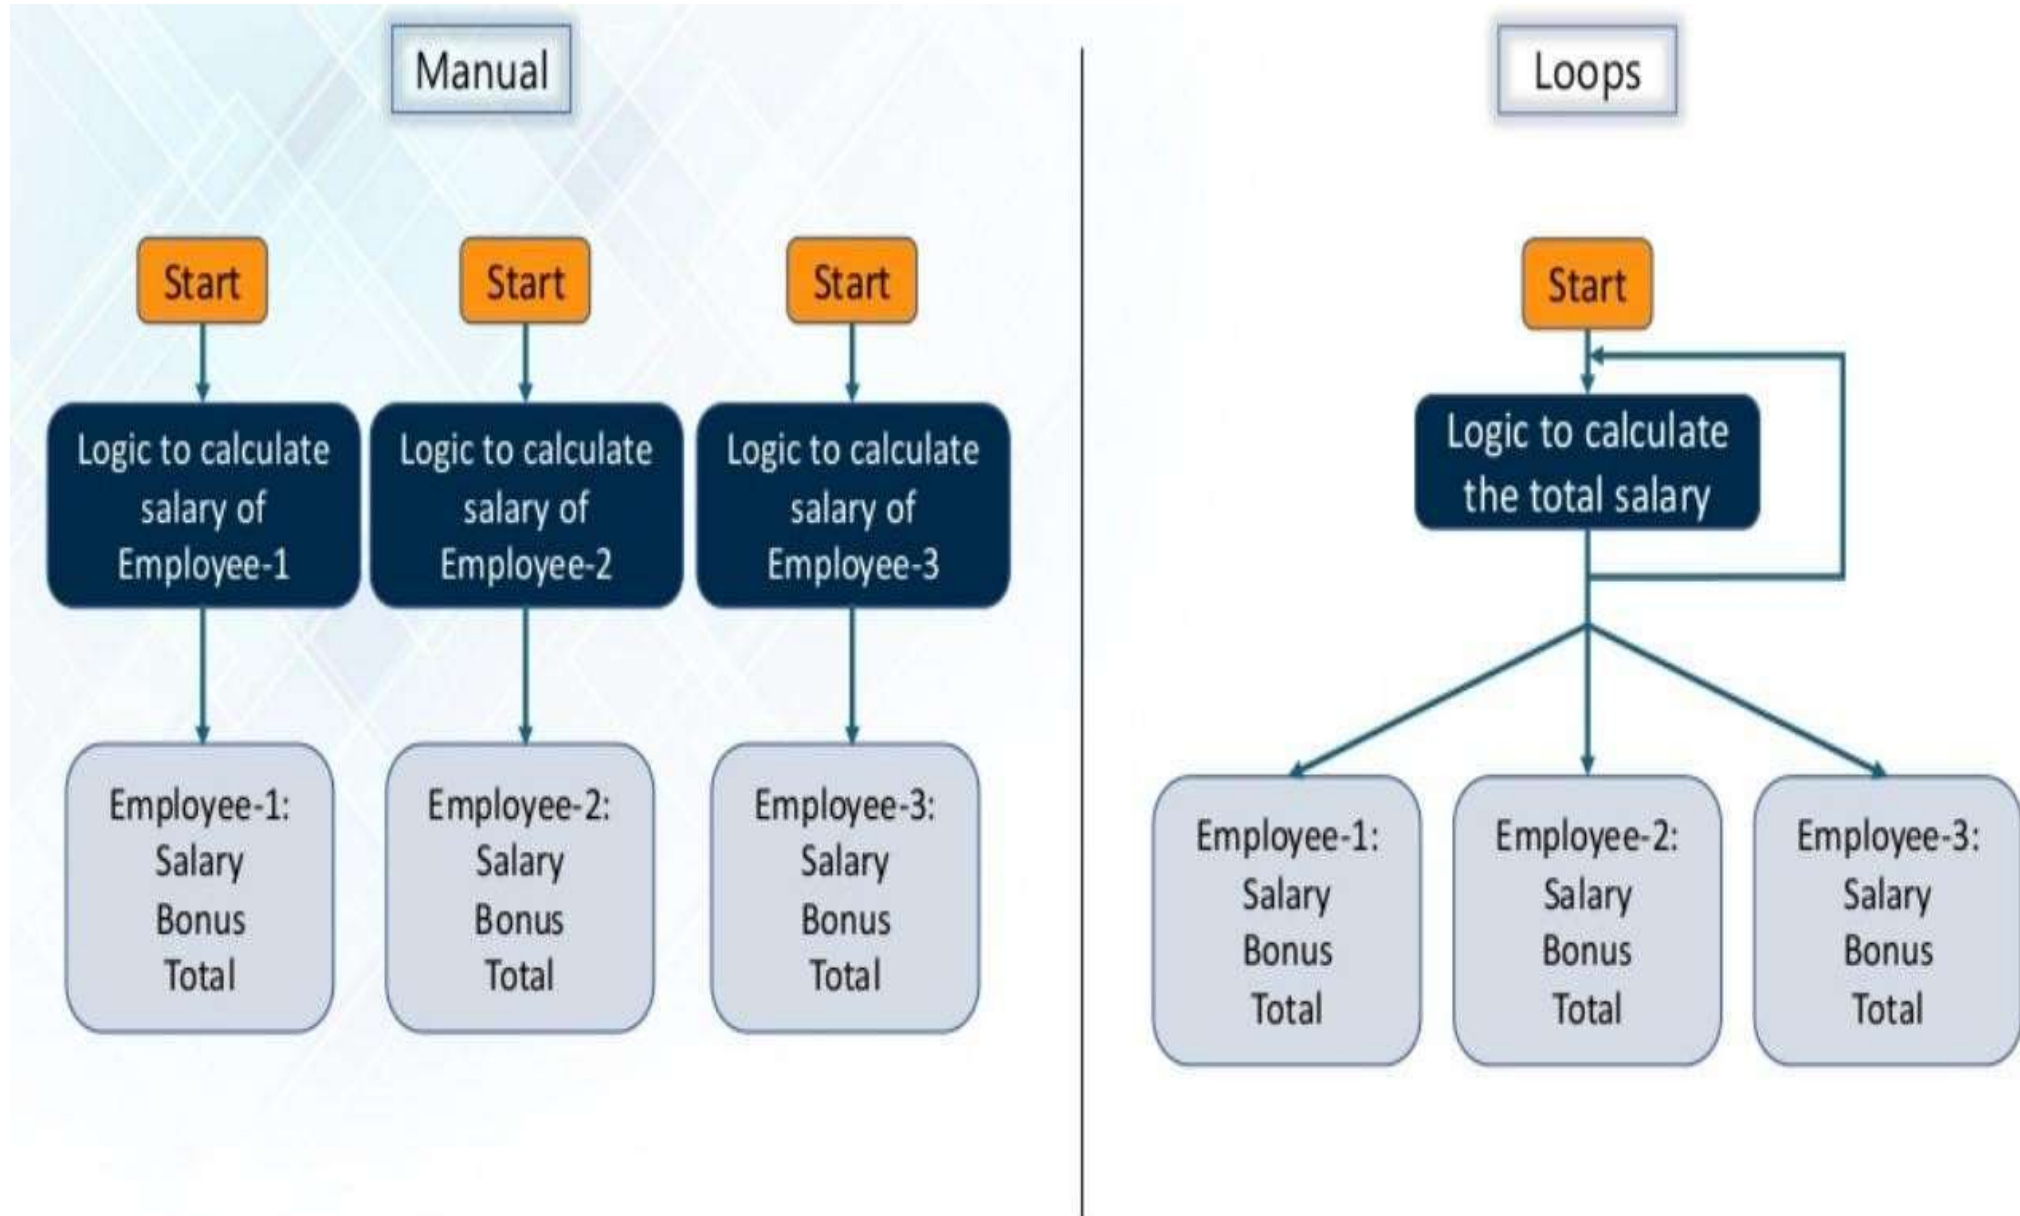 Manual
Start
Start
Start
Logic to calculate
salary of
Employee-1
Logic to calculate
salary of
Employee-2
Logic to calculate
salary of
Employee-3
Employee-1:
Salary
Bonus
Total
Employee-2:
Salary
Bonus
Total
Employee-3:
Salary
Bonus
Total
Loops
Start
Logic to calculate
the total salary
Employee-1:
Salary
Bonus
Total
Employee-2:
Salary
Bonus
Total
Employee-3:
Salary
Bonus
Total